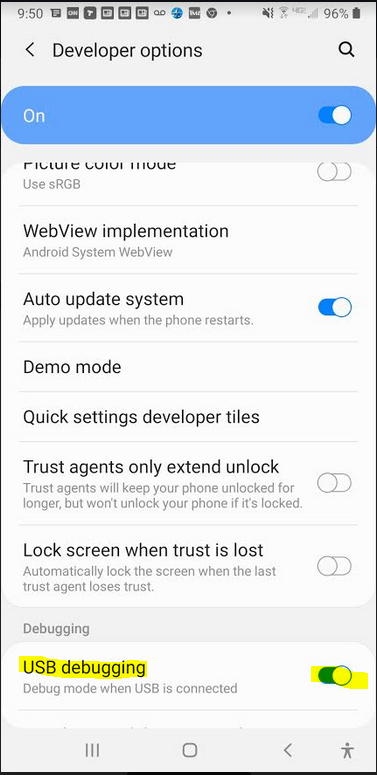 9:50 96%
Developer options
On
Picture color mode
Use sRGB
WebView implementation
Android System WebView
Auto update system
Apply updates when the phone restarts.
Demo mode
Quick settings developer tiles
Trust agents only extend unlock
Trust agents will keep your phone unlocked for
longer, but won't unlock your phone if it's locked.
Lock screen when trust is lost
Automatically lock the screen when the last
trust agent loses trust.
Debugging
USB debugging
Debug mode when USB is connected